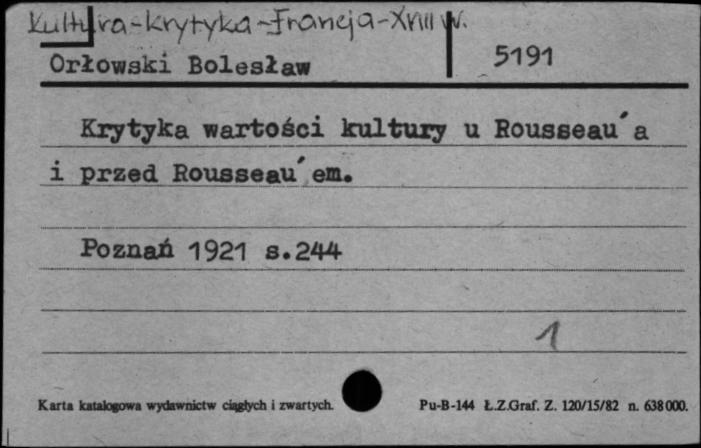 Kultura-krytyka-Francja-XVIII w.
Orłowski Bolesław 5191
Krytyka wartości kultury u Rousseau´a
i przed Rousseau´em.
Poznań 1921 s.244
1
Karta katalogowa wydawnictw ciągłych i zwartych. Pu-B-144 Ł.Z.Graf. Z. 120/15/82 n. 638000.